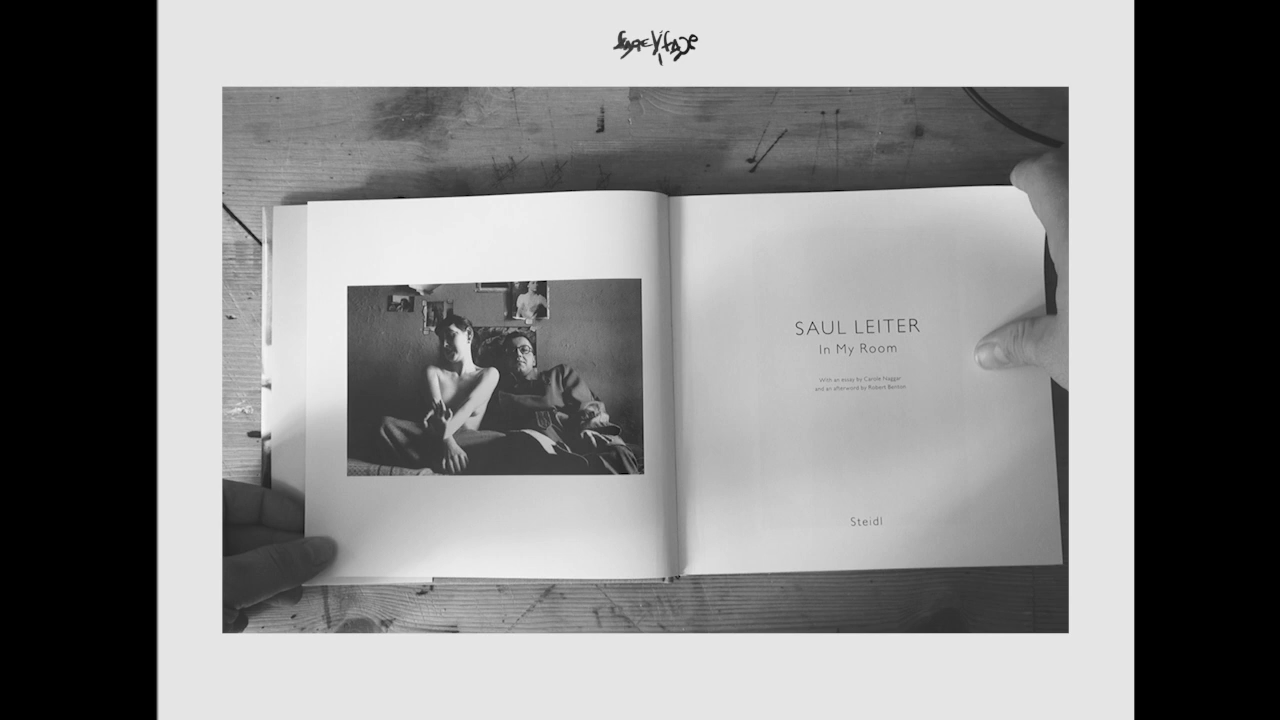 SAUL LEITER
In My Room
With an essay by Carole Naggar
and an afterword by Robert Benton
Steidl